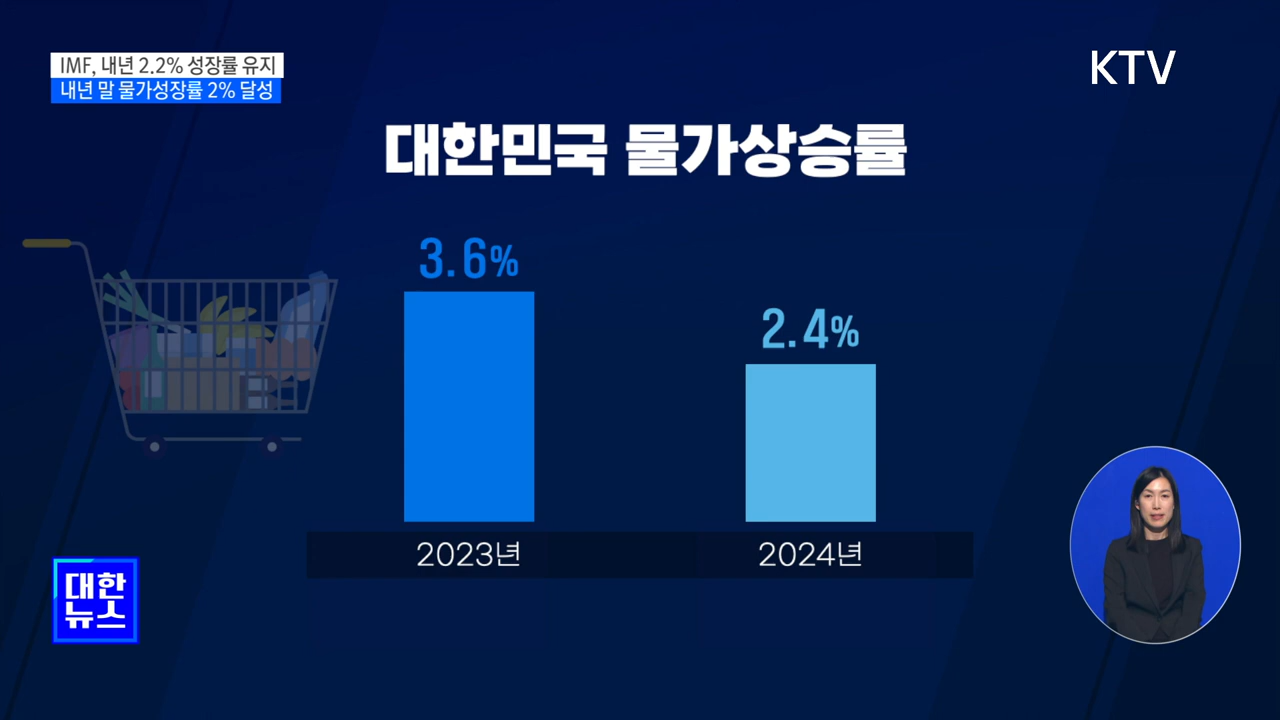 IMF, 내년 2.2% 성장률 유지
내년 말 물가성장률 2% 달성
KTV
대한민국 물가상승률
3.6%
2.4%
2023년
2024년
대한
뉴스